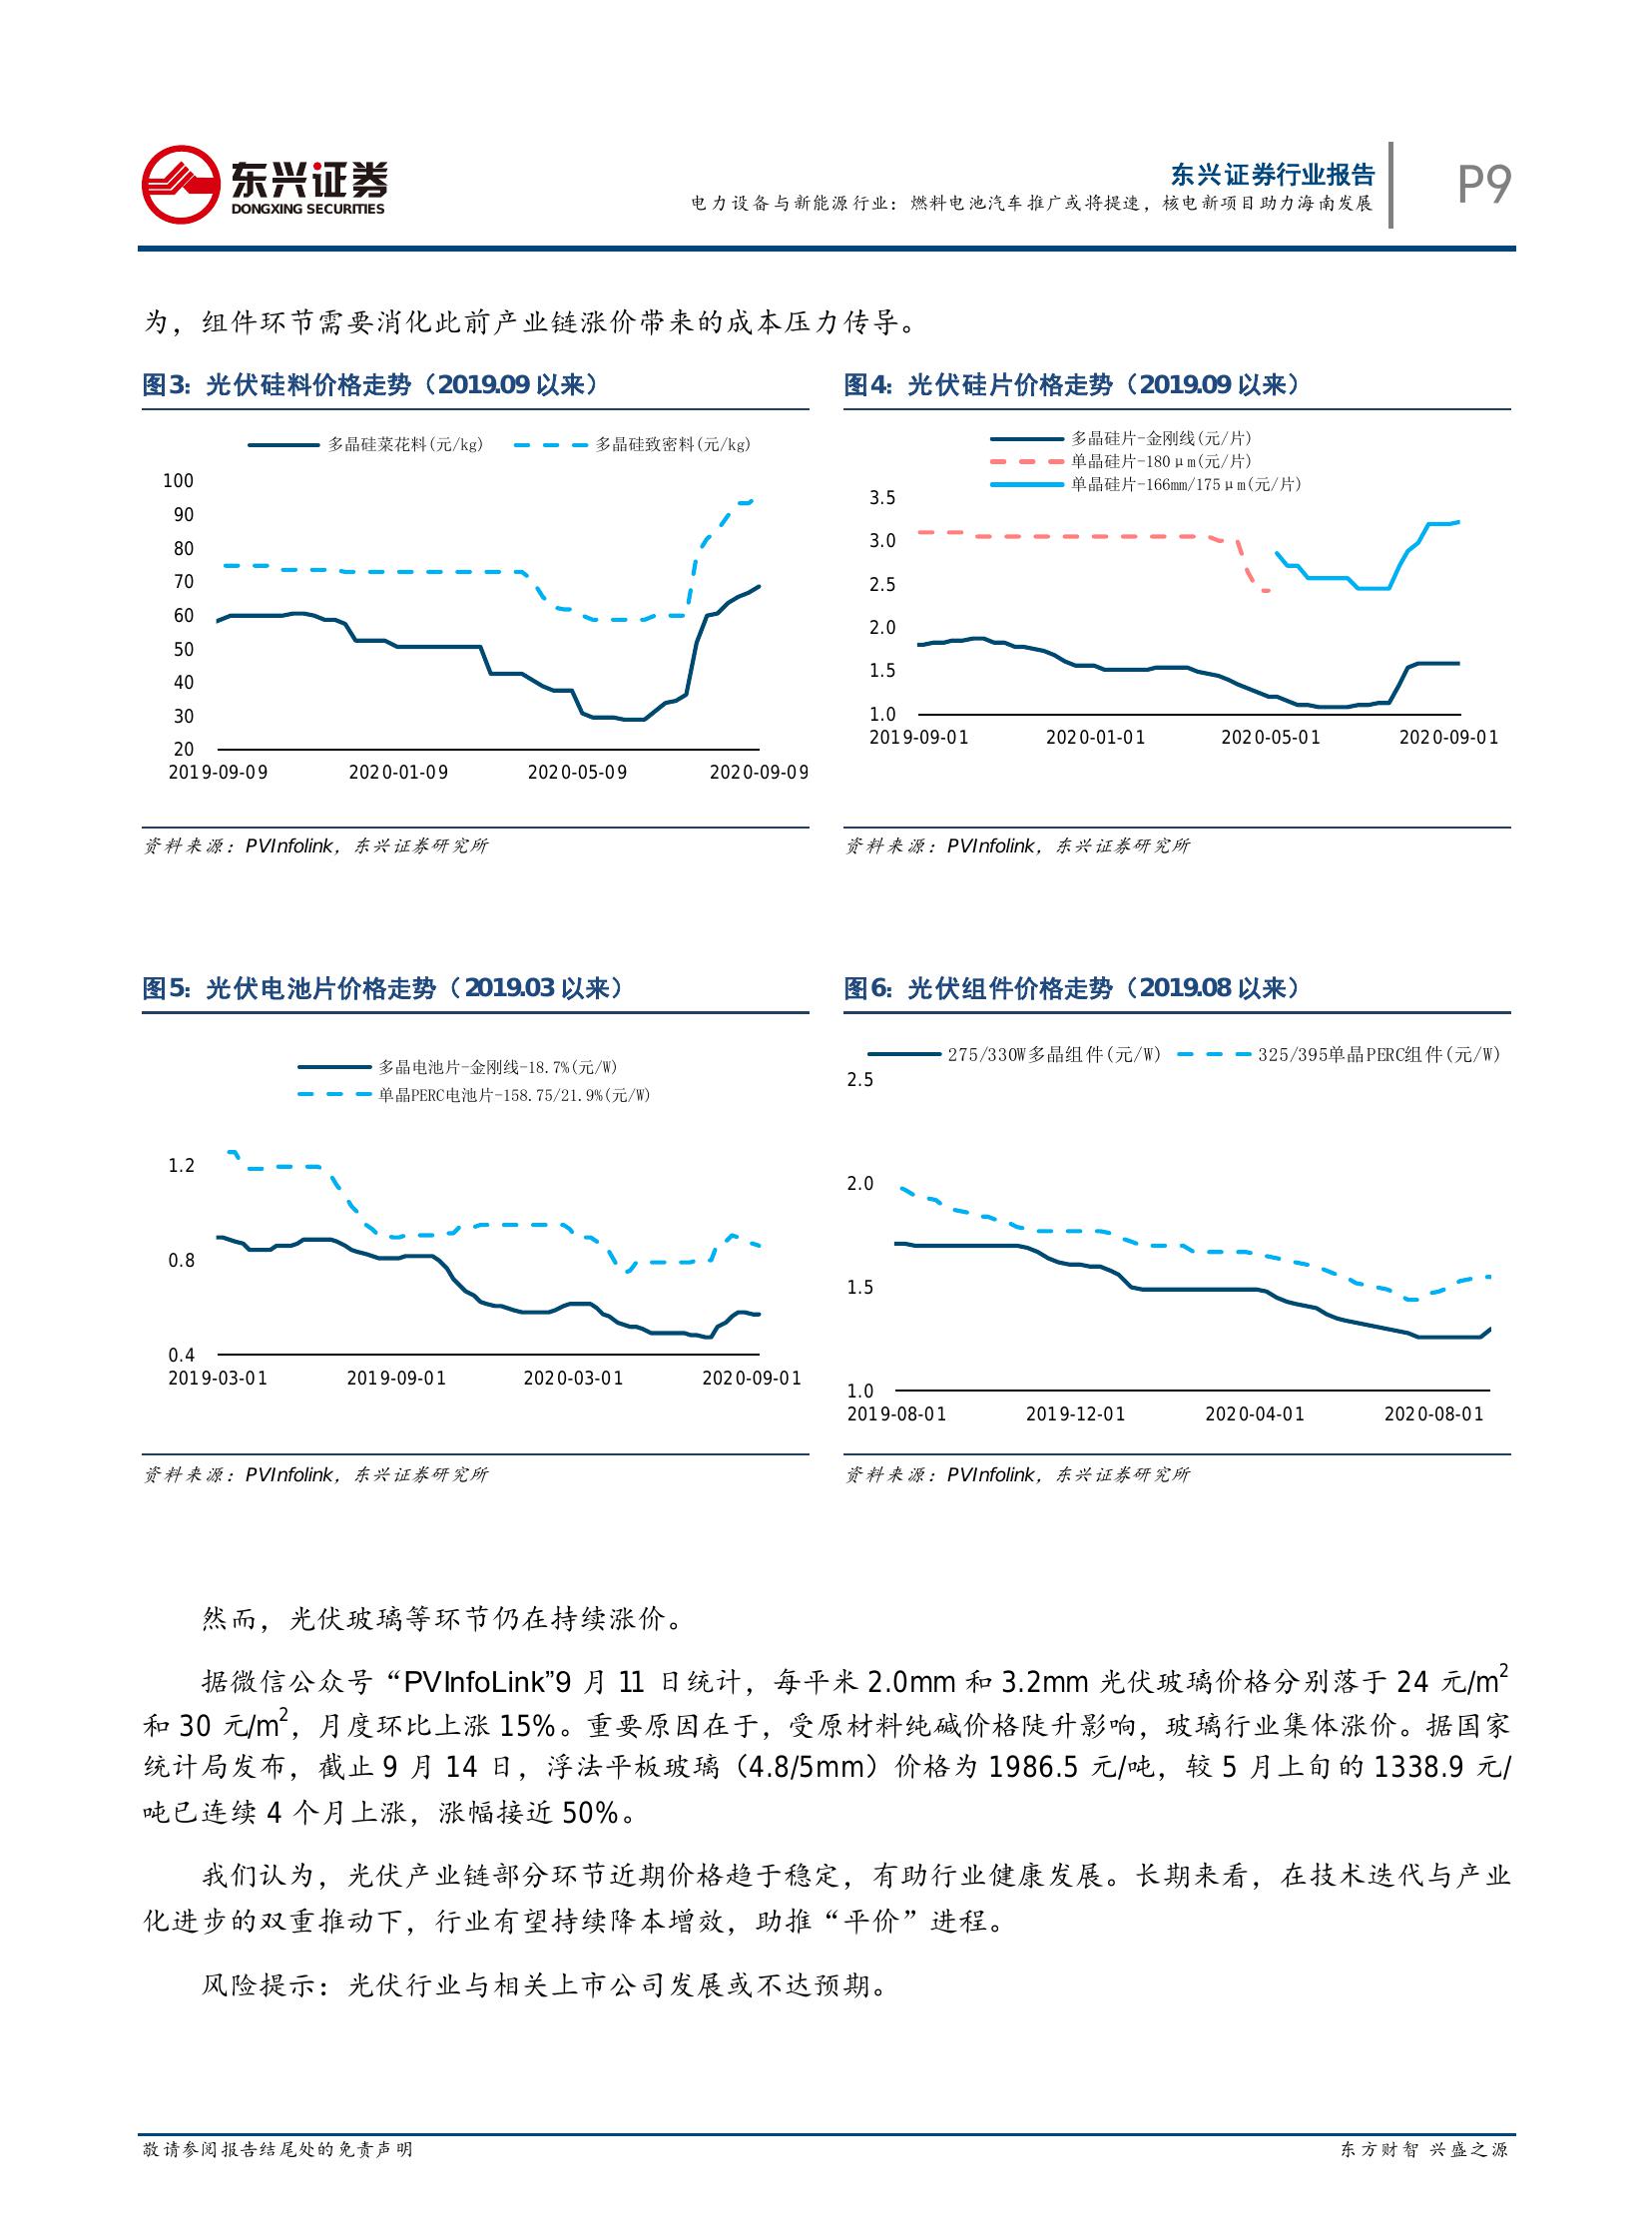 东兴证券
DONGXING SECURITIES
东兴证券行业报告
电力设备与新能源行业：燃料电池汽车推广或将提速，核电新项目助力海南发展
P9
为，组件环节需要消化此前产业链涨价带来的成本压力传导。
图3：光伏硅料价格走势（2019.09 以来）
多晶硅菜花料(元/kg)
多晶硅致密料(元/kg)
100
90
80
70
60
50
40
30
20
2019-09-09
2020-01-09
2020-05-09
2020-09-09
资料来源：PVInfolink，东兴证券研究所
图4：光伏硅片价格走势（2019.09 以来）
多晶硅片-金刚线(元/片)
单晶硅片-180μm(元/片)
单晶硅片-166mm/175μm(元/片)
3.5
3.0
2.5
2.0
1.5
1.0
2019-09-01
2020-01-01
2020-05-01
2020-09-01
资料来源：PVInfolink，东兴证券研究所
图5：光伏电池片价格走势（2019.03 以来）
多晶电池片-金刚线-18.7%(元/W)
单晶PERC电池片-158.75/21.9%(元/W)
1.2
0.8
0.4
2019-03-01
2019-09-01
2020-03-01
2020-09-01
资料来源：PVInfolink，东兴证券研究所
图6：光伏组件价格走势（2019.08 以来）
275/330W多晶组件(元/W)
325/395单晶PERC组件(元/W)
2.5
2.0
1.5
1.0
2019-08-01
2019-12-01
2020-04-01
2020-08-01
资料来源：PVInfolink，东兴证券研究所
然而，光伏玻璃等环节仍在持续涨价。
据微信公众号“PVInfoLink”9 月 11 日统计，每平米 2.0mm 和 3.2mm 光伏玻璃价格分别落于 24 元/m²
和 30 元/m²，月度环比上涨 15%。重要原因在于，受原材料纯碱价格陡升影响，玻璃行业集体涨价。据国家
统计局发布，截止 9 月 14 日，浮法平板玻璃（4.8/5mm）价格为 1986.5 元/吨，较 5 月上旬的 1338.9 元/
吨已连续 4 个月上涨，涨幅接近 50%。
我们认为，光伏产业链部分环节近期价格趋于稳定，有助行业健康发展。长期来看，在技术迭代与产业
化进步的双重推动下，行业有望持续降本增效，助推“平价”进程。
风险提示：光伏行业与相关上市公司发展或不达预期。
敬请参阅报告结尾处的免责声明
东方财智 兴盛之源